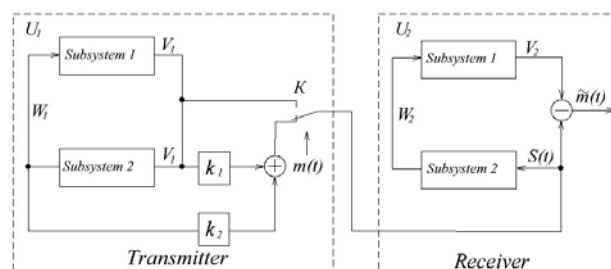 U₁
Subsystem 1
V₁
K
W₁
Subsystem 2
V₁
k₁
m(t)
k₂
Transmitter
U₂
Subsystem 1
V₂
m̃(t)
W₂
Subsystem 2
S(t)
Receiver